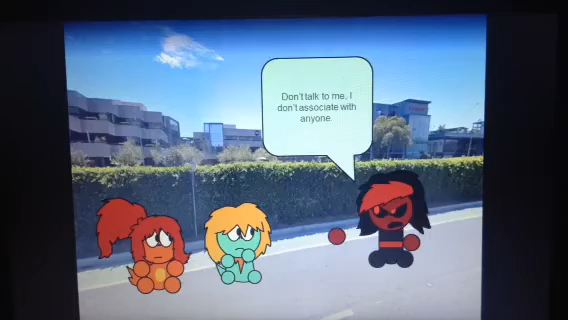 Don't talk to me, I
don't associate with
anyone.